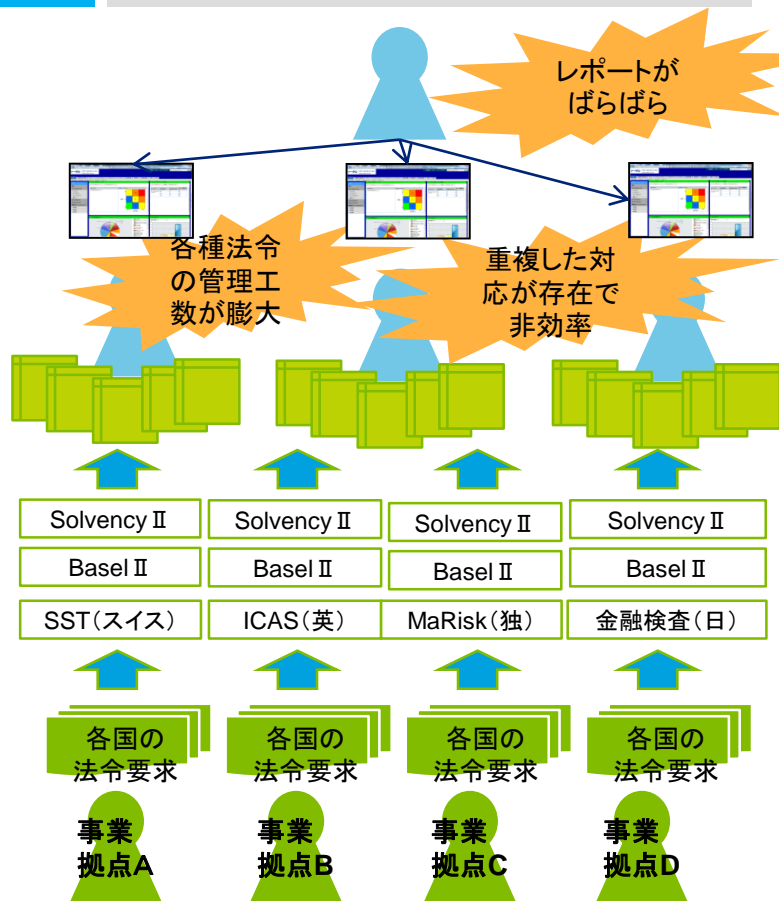 レポートが
ばらばら
各種法令
の管理工
数が膨大
重複した対
応が存在で
非効率
Solvency Ⅱ
Solvency Ⅱ
Solvency Ⅱ
Solvency Ⅱ
Basel Ⅱ
Basel Ⅱ
Basel Ⅱ
Basel Ⅱ
SST(スイス)
ICAS(英)
MaRisk(独)
金融検査(日)
各国の
法令要求
各国の
法令要求
各国の
法令要求
各国の
法令要求
事業
拠点A
事業
拠点B
事業
拠点C
事業
拠点D